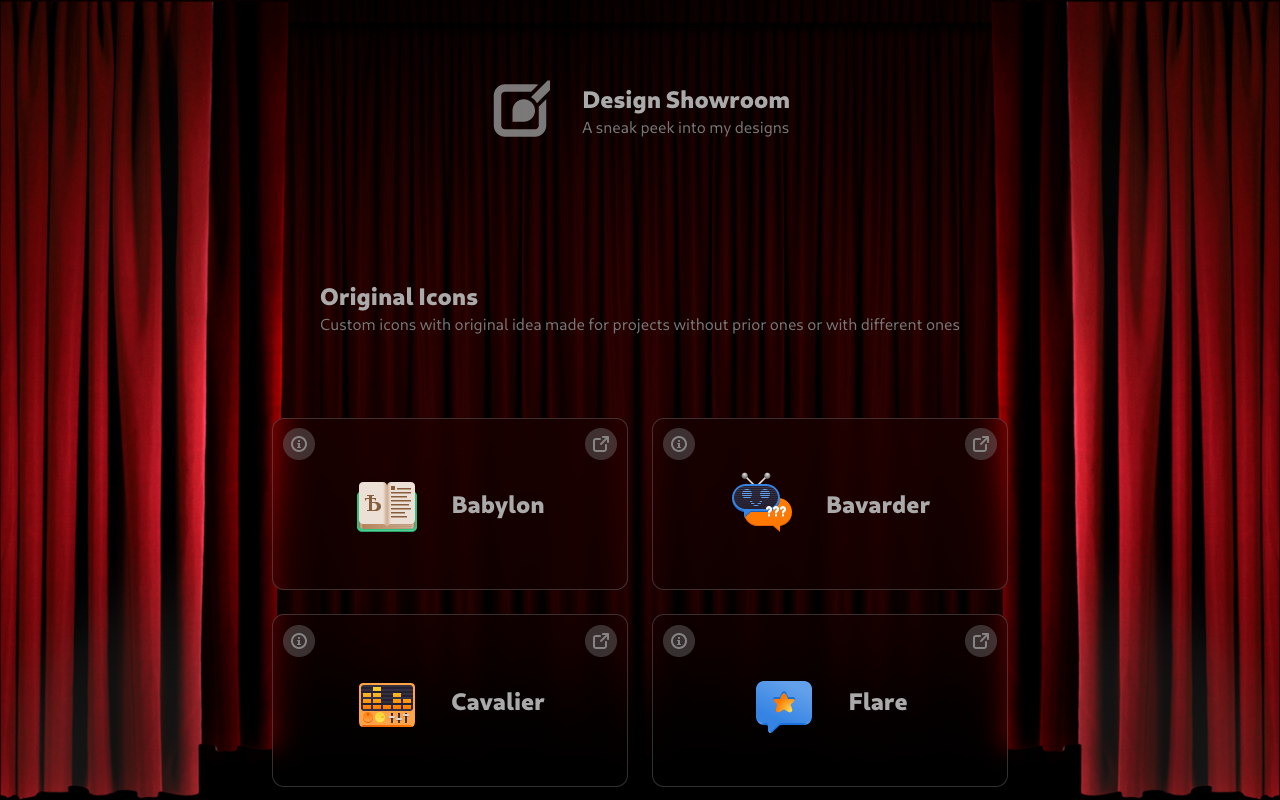 Design Showroom
A sneak peek into my designs
Original Icons
Custom icons with original idea made for projects without prior ones or with different ones
Ѣ
Babylon
???
Bavarder
Cavalier
Flare